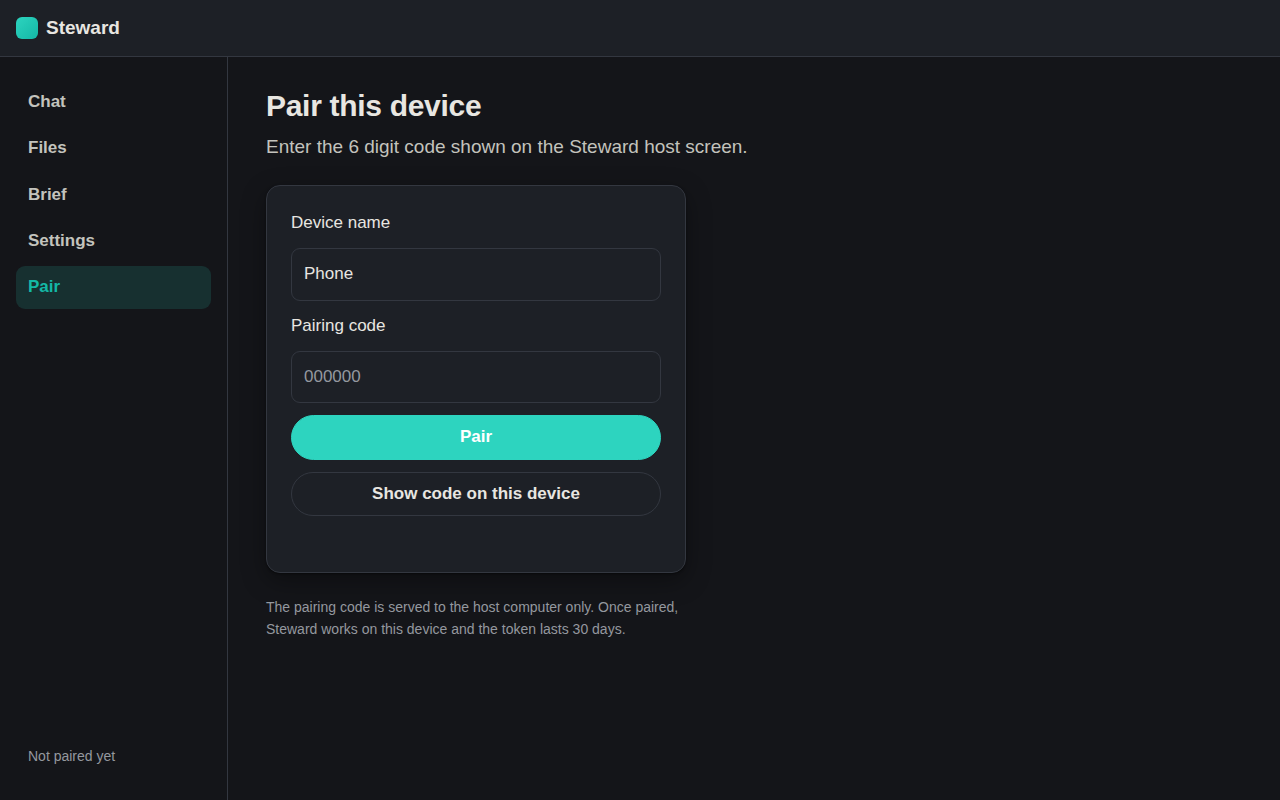 Steward
Chat
Files
Brief
Settings
Pair
Not paired yet
Pair this device
Enter the 6 digit code shown on the Steward host screen.
Device name
Phone
Pairing code
000000
Pair
Show code on this device
The pairing code is served to the host computer only. Once paired,
Steward works on this device and the token lasts 30 days.